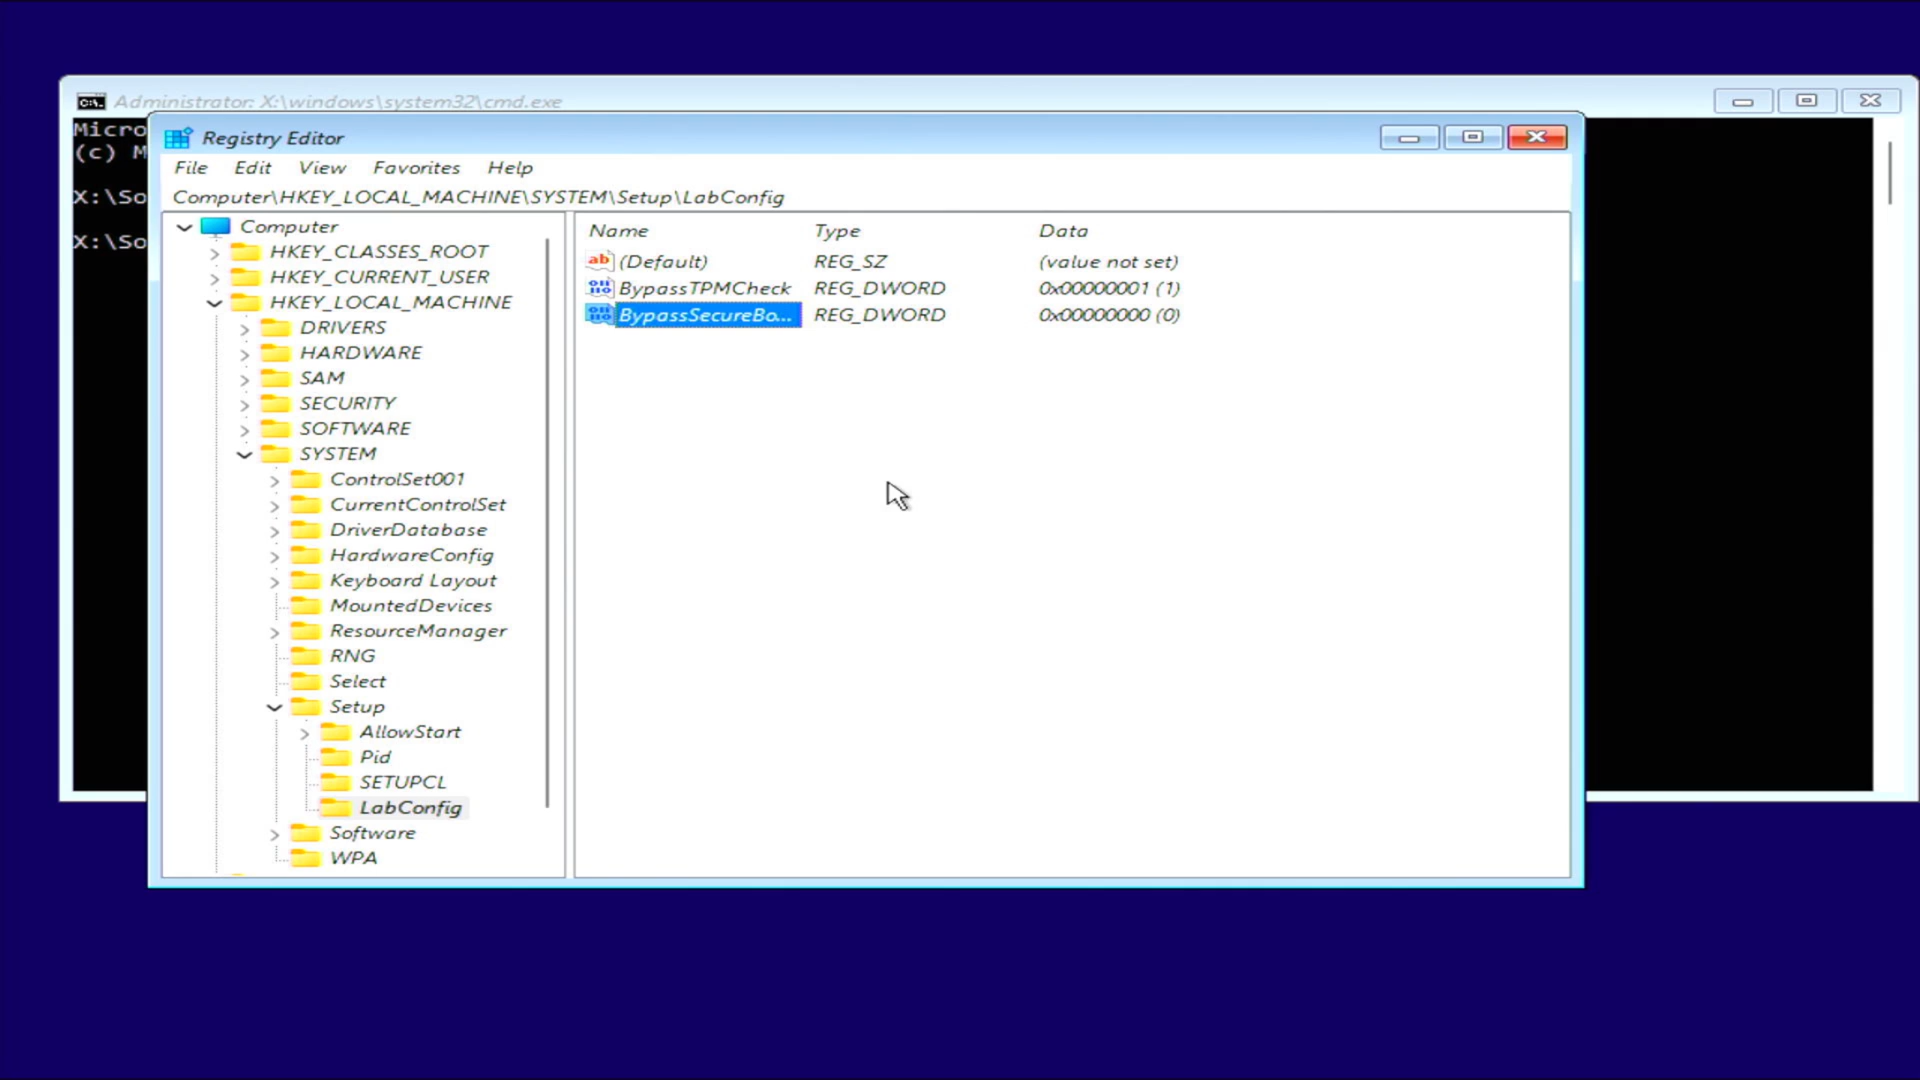 Administrator: X:\windows\system32\cmd.exe
Micro
(c) M
X:\So
X:\So
Registry Editor
File Edit View Favorites Help
Computer\HKEY_LOCAL_MACHINE\SYSTEM\Setup\LabConfig
Computer
HKEY_CLASSES_ROOT
HKEY_CURRENT_USER
HKEY_LOCAL_MACHINE
DRIVERS
HARDWARE
SAM
SECURITY
SOFTWARE
SYSTEM
ControlSet001
CurrentControlSet
DriverDatabase
HardwareConfig
Keyboard Layout
MountedDevices
ResourceManager
RNG
Select
Setup
AllowStart
Pid
SETUPCL
LabConfig
Software
WPA
Name Type Data
(Default) REG_SZ (value not set)
BypassTPMCheck REG_DWORD 0x00000001 (1)
BypassSecureBo... REG_DWORD 0x00000000 (0)